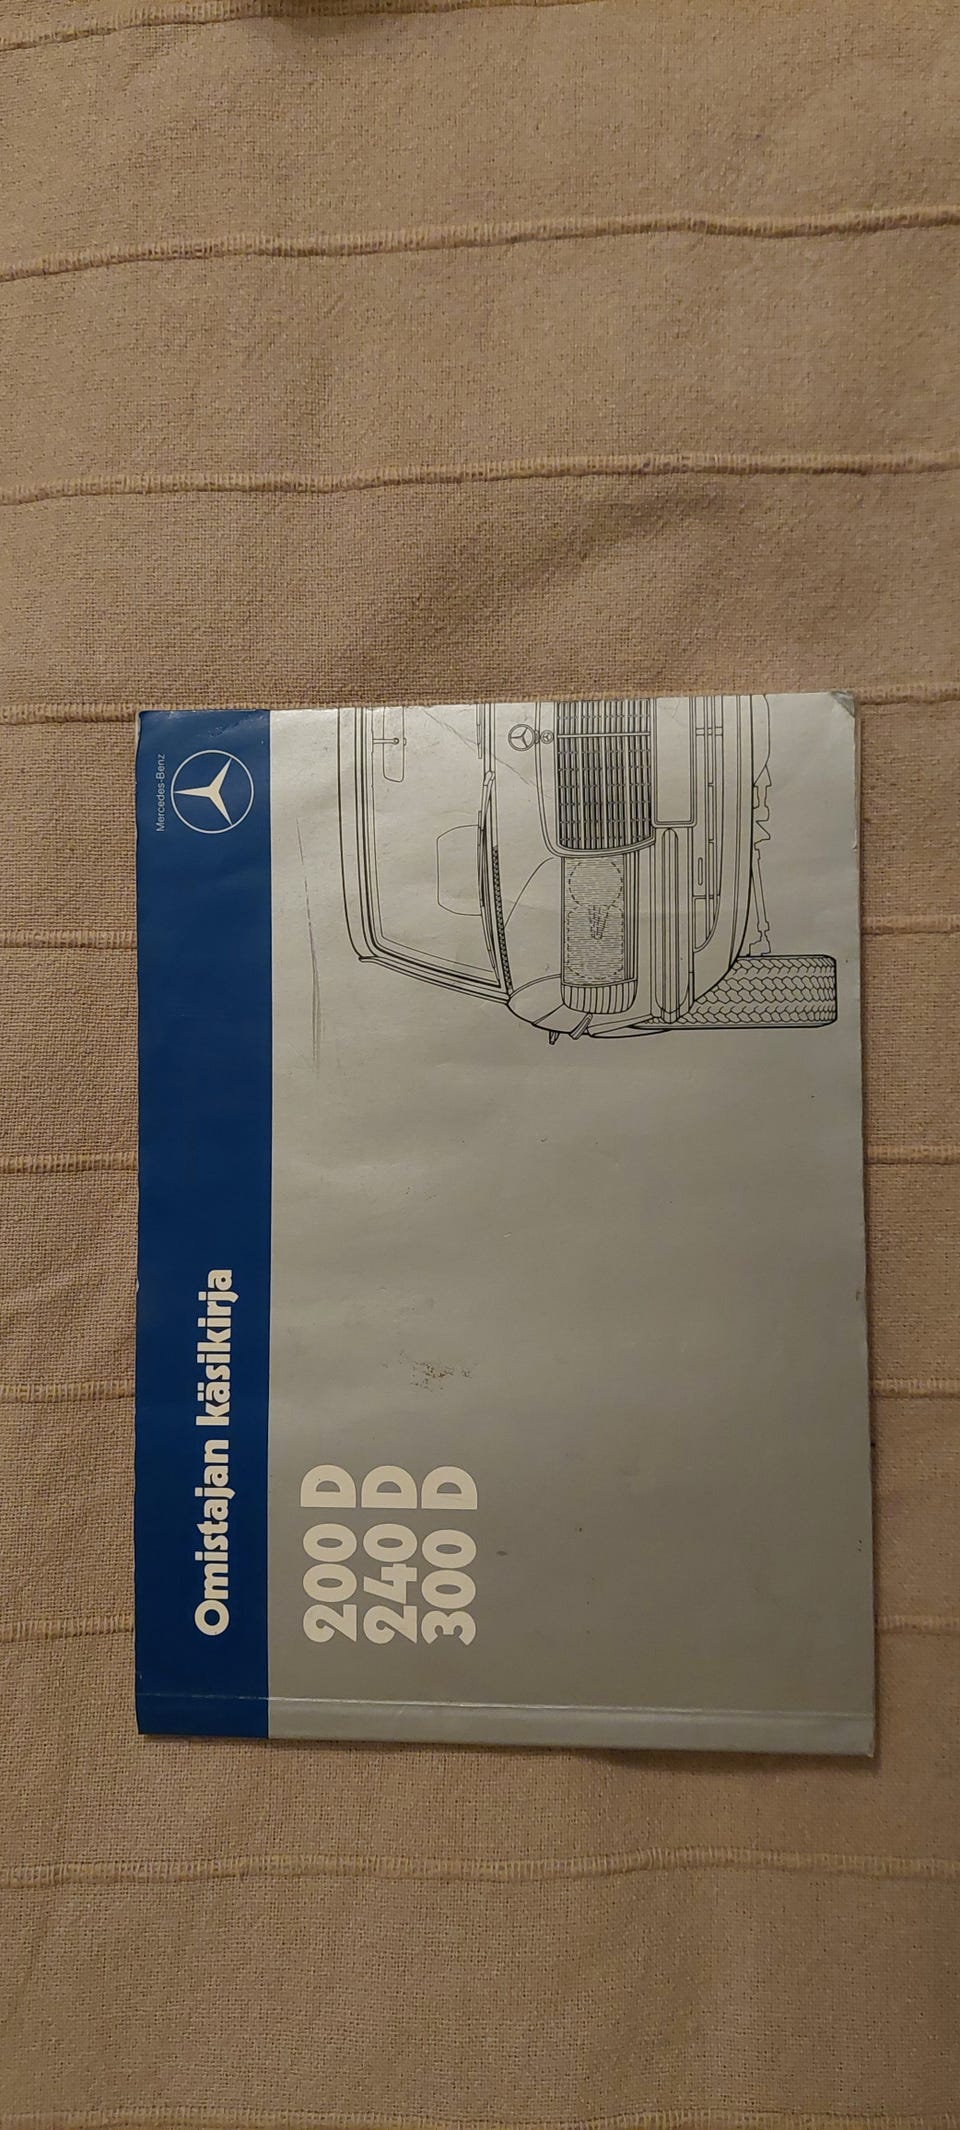 Mercedes-Benz
Omistajan käsikirja
200 D
240 D
300 D